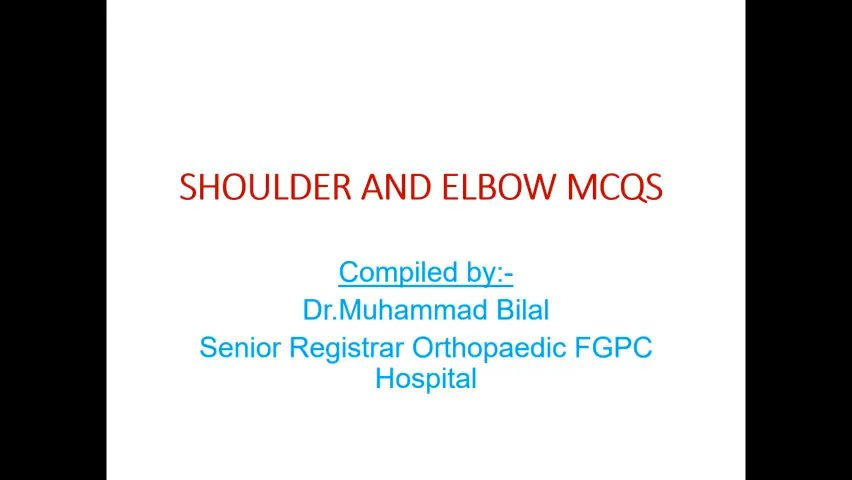 SHOULDER AND ELBOW MCQS
Compiled by:-
Dr.Muhammad Bilal
Senior Registrar Orthopaedic FGPC
Hospital